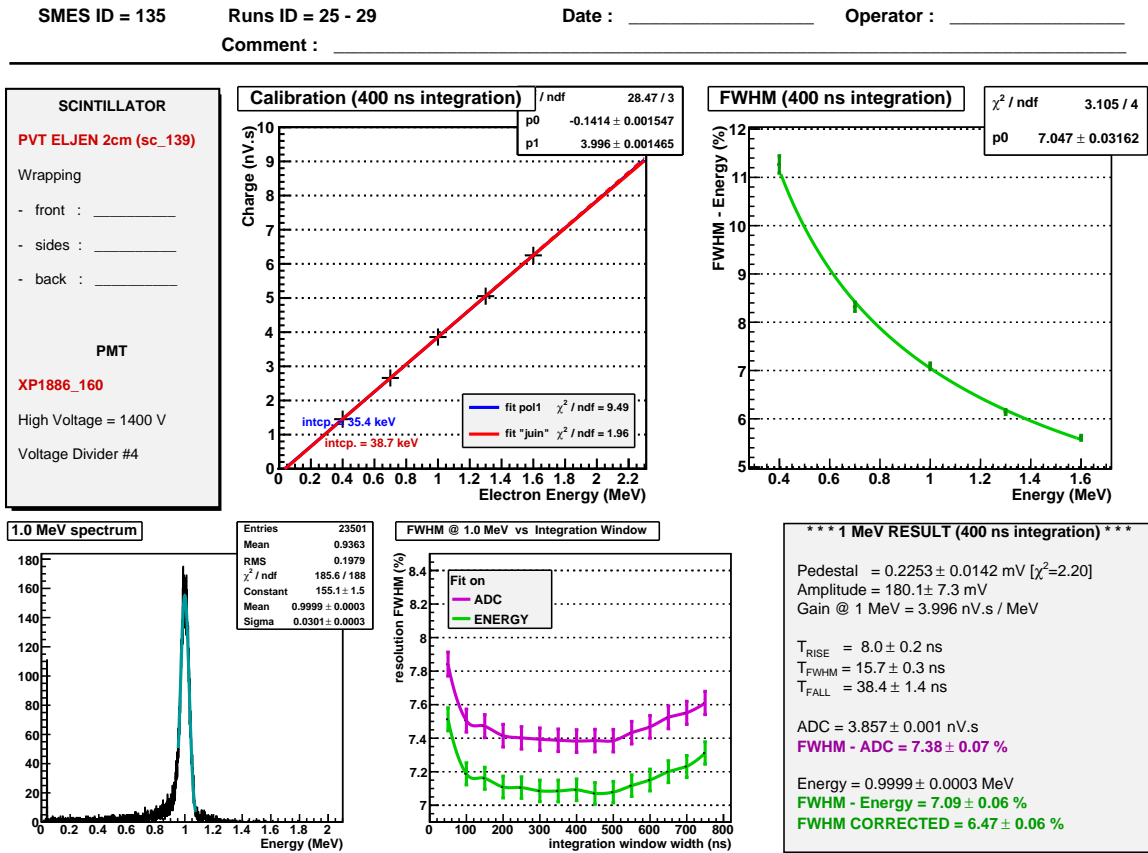 SMES ID = 135 Runs ID = 25 - 29 Date : ________________ Operator : ________________
Comment : ________________________________________________
SCINTILLATOR
PVT ELJEN 2cm (sc_139)
Wrapping
- front : __________
- sides : __________
- back : __________
PMT
XP1886_160
High Voltage = 1400 V
Voltage Divider #4
Calibration (400 ns integration)
/ ndf 28.47 / 3
p0 -0.1414 ± 0.001547
p1 3.996 ± 0.001465
Charge (nV.s)
10
9
8
7
6
5
4
3
2
1
0
intcp. = 35.4 keV
intcp. = 38.7 keV
fit pol1 χ² / ndf = 9.49
fit "juin" χ² / ndf = 1.96
0 0.2 0.4 0.6 0.8 1 1.2 1.4 1.6 1.8 2 2.2
Electron Energy (MeV)
FWHM (400 ns integration)
χ² / ndf 3.105 / 4
p0 7.047 ± 0.03162
FWHM - Energy (%)
12
11
10
9
8
7
6
5
0.4 0.6 0.8 1 1.2 1.4 1.6
Energy (MeV)
1.0 MeV spectrum
Entries 23501
Mean 0.9363
RMS 0.1979
χ² / ndf 185.6 / 188
Constant 155.1 ± 1.5
Mean 0.9999 ± 0.0003
Sigma 0.0301 ± 0.0003
180
160
140
120
100
80
60
40
20
0
0 0.2 0.4 0.6 0.8 1 1.2 1.4 1.6 1.8 2
Energy (MeV)
FWHM @ 1.0 MeV vs Integration Window
resolution FWHM (%)
8.4
8.2
8
7.8
7.6
7.4
7.2
7
Fit on
ADC
ENERGY
0 100 200 300 400 500 600 700 800
integration window width (ns)
* * * 1 MeV RESULT (400 ns integration) * * *
Pedestal = 0.2253 ± 0.0142 mV [χ²=2.20]
Amplitude = 180.1 ± 7.3 mV
Gain @ 1 MeV = 3.996 nV.s / MeV
T_RISE = 8.0 ± 0.2 ns
T_FWHM = 15.7 ± 0.3 ns
T_FALL = 38.4 ± 1.4 ns
ADC = 3.857 ± 0.001 nV.s
FWHM - ADC = 7.38 ± 0.07 %
Energy = 0.9999 ± 0.0003 MeV
FWHM - Energy = 7.09 ± 0.06 %
FWHM CORRECTED = 6.47 ± 0.06 %